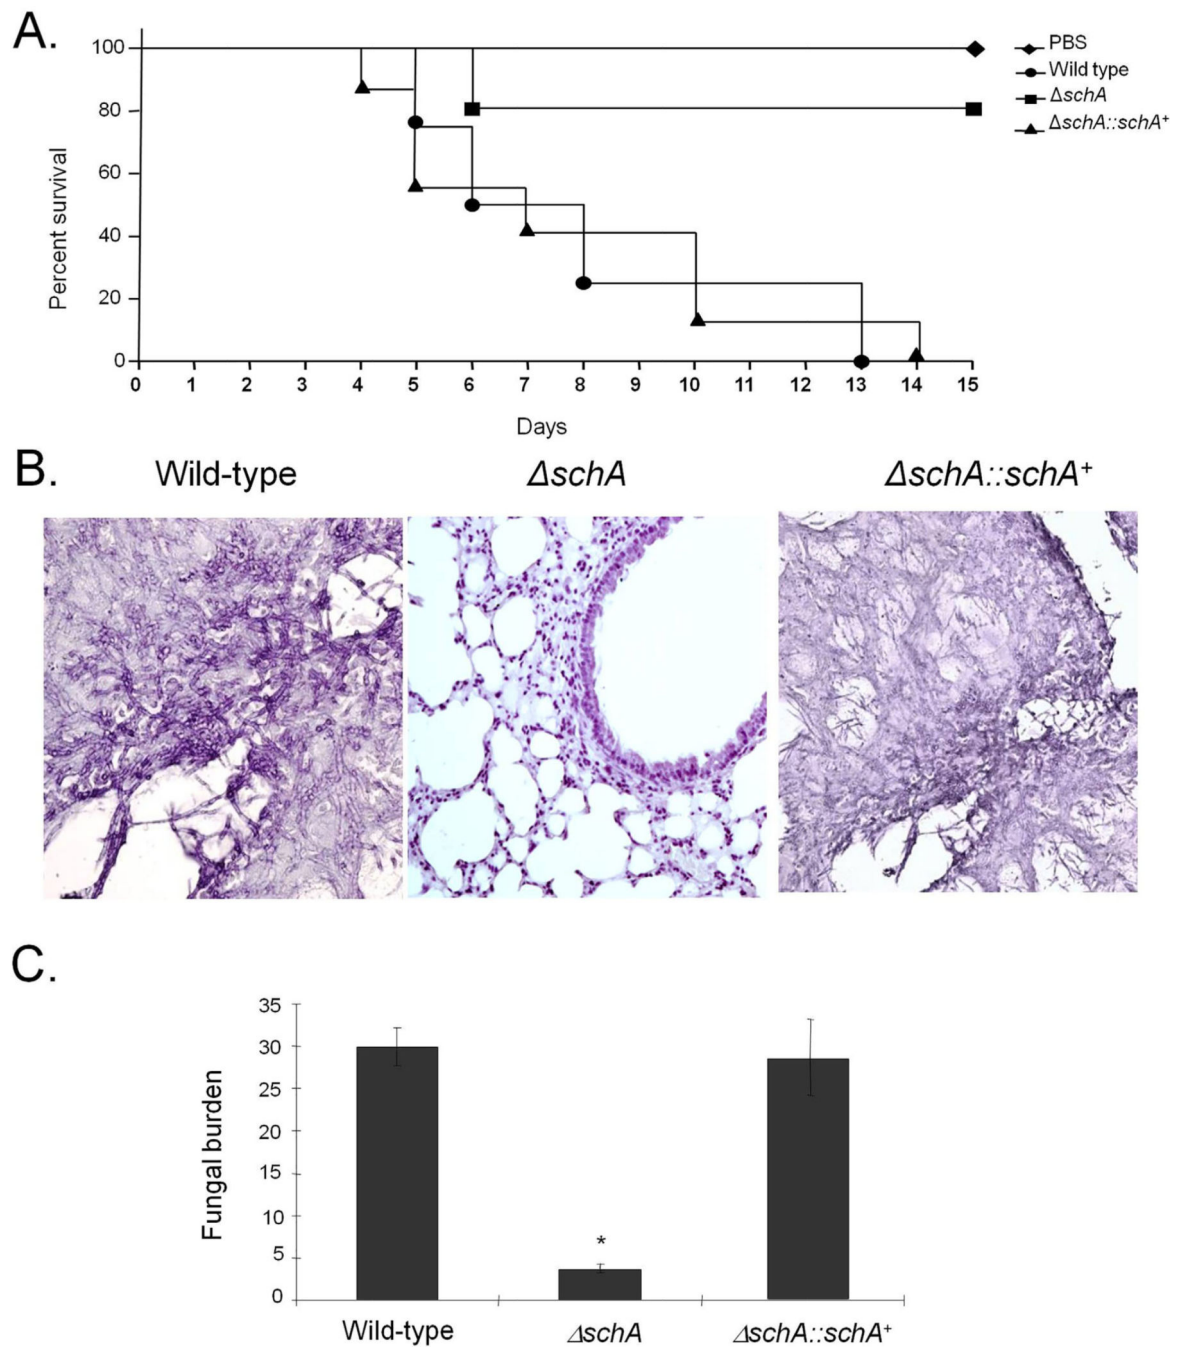 A.
100
80
60
40
20
0
Percent survival
0 1 2 3 4 5 6 7 8 9 10 11 12 13 14 15
Days
PBS
Wild type
ΔschA
ΔschA::schA⁺
B.
Wild-type
ΔschA
ΔschA::schA⁺
C.
35
30
25
20
15
10
5
0
Fungal burden
*
Wild-type
ΔschA
ΔschA::schA⁺